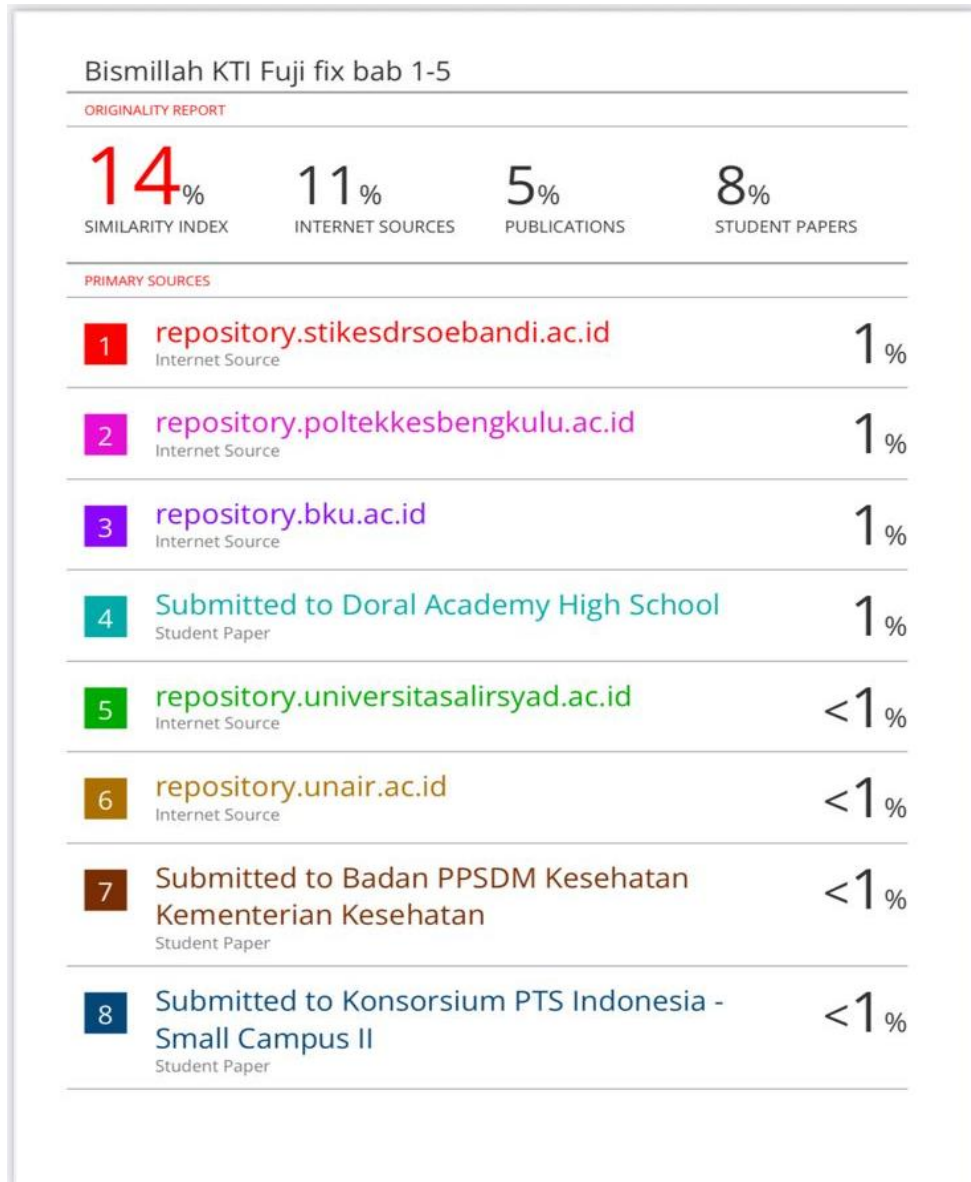 Bismillah KTI Fuji fix bab 1-5
ORIGINALITY REPORT
14% 11% 5% 8%
SIMILARITY INDEX INTERNET SOURCES PUBLICATIONS STUDENT PAPERS
PRIMARY SOURCES
1 repository.stikesdrsoebandi.ac.id 1%
Internet Source
2 repository.poltekkesbengkulu.ac.id 1%
Internet Source
3 repository.bku.ac.id 1%
Internet Source
4 Submitted to Doral Academy High School 1%
Student Paper
5 repository.universitasalirsyad.ac.id <1%
Internet Source
6 repository.unair.ac.id <1%
Internet Source
7 Submitted to Badan PPSDM Kesehatan <1%
Kementerian Kesehatan
Student Paper
8 Submitted to Konsorsium PTS Indonesia - <1%
Small Campus II
Student Paper